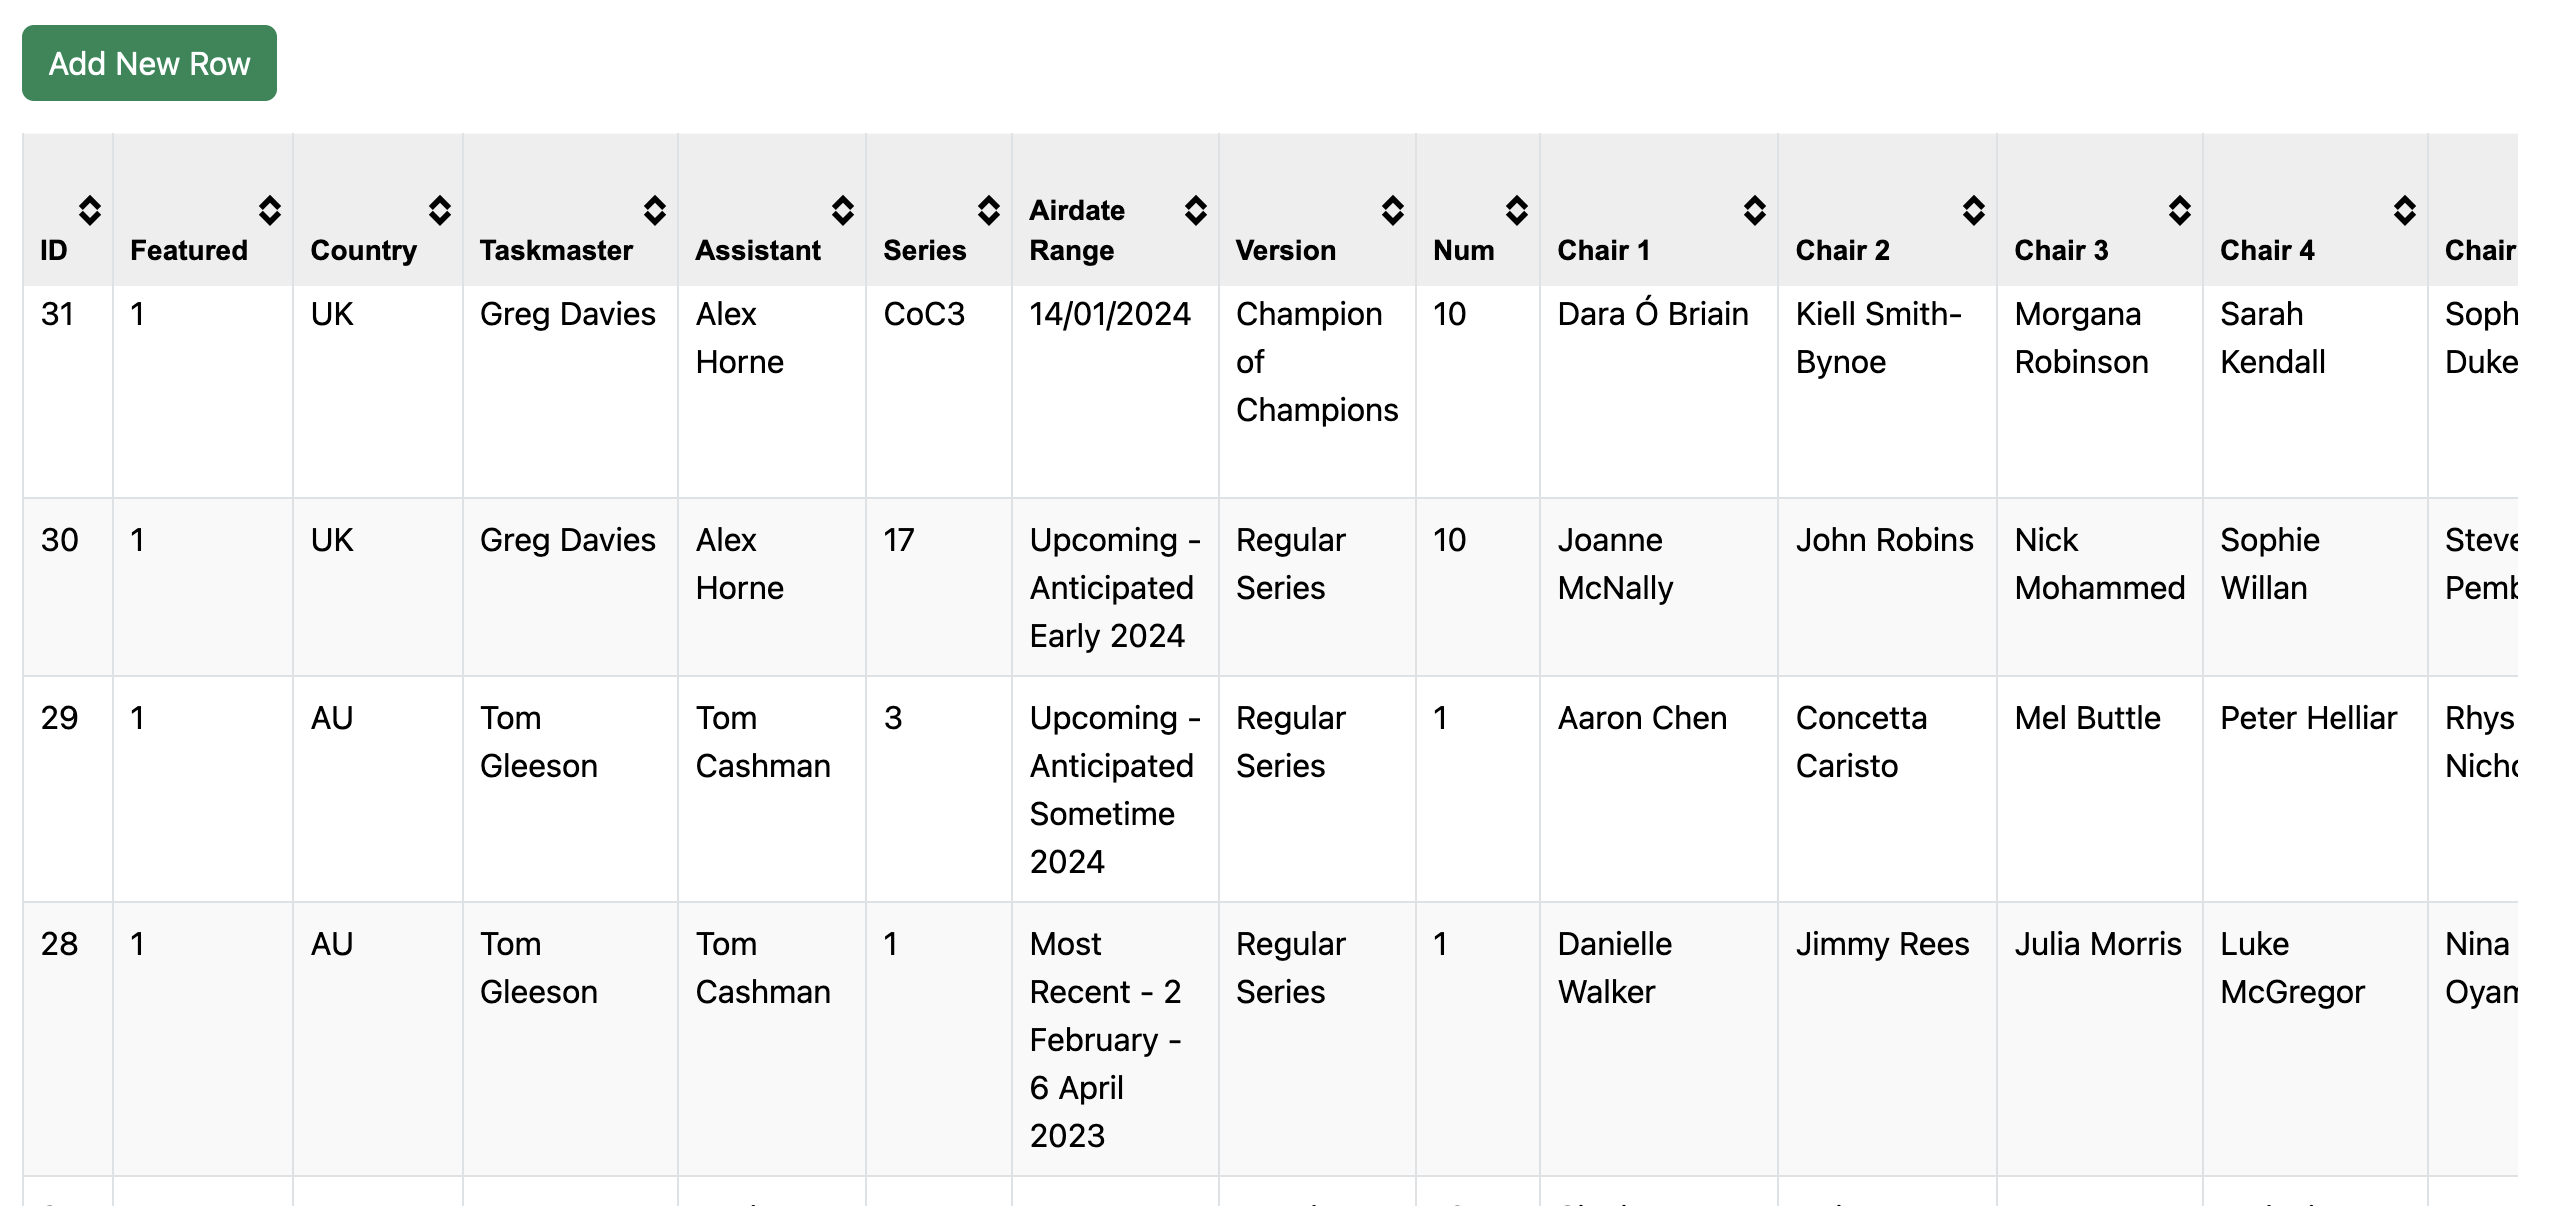 Add New Row
ID Featured Country Taskmaster Assistant Series Airdate Range Version Num Chair 1 Chair 2 Chair 3 Chair 4 Chair
31 1 UK Greg Davies Alex Horne CoC3 14/01/2024 Champion of Champions 10 Dara Ó Briain Kiell Smith-Bynoe Morgana Robinson Sarah Kendall Soph Duke
30 1 UK Greg Davies Alex Horne 17 Upcoming - Anticipated Early 2024 Regular Series 10 Joanne McNally John Robins Nick Mohammed Sophie Willan Steve Pemb
29 1 AU Tom Gleeson Tom Cashman 3 Upcoming - Anticipated Sometime 2024 Regular Series 1 Aaron Chen Concetta Caristo Mel Buttle Peter Helliar Rhys Nicho
28 1 AU Tom Gleeson Tom Cashman 1 Most Recent - 2 February - 6 April 2023 Regular Series 1 Danielle Walker Jimmy Rees Julia Morris Luke McGregor Nina Oyam